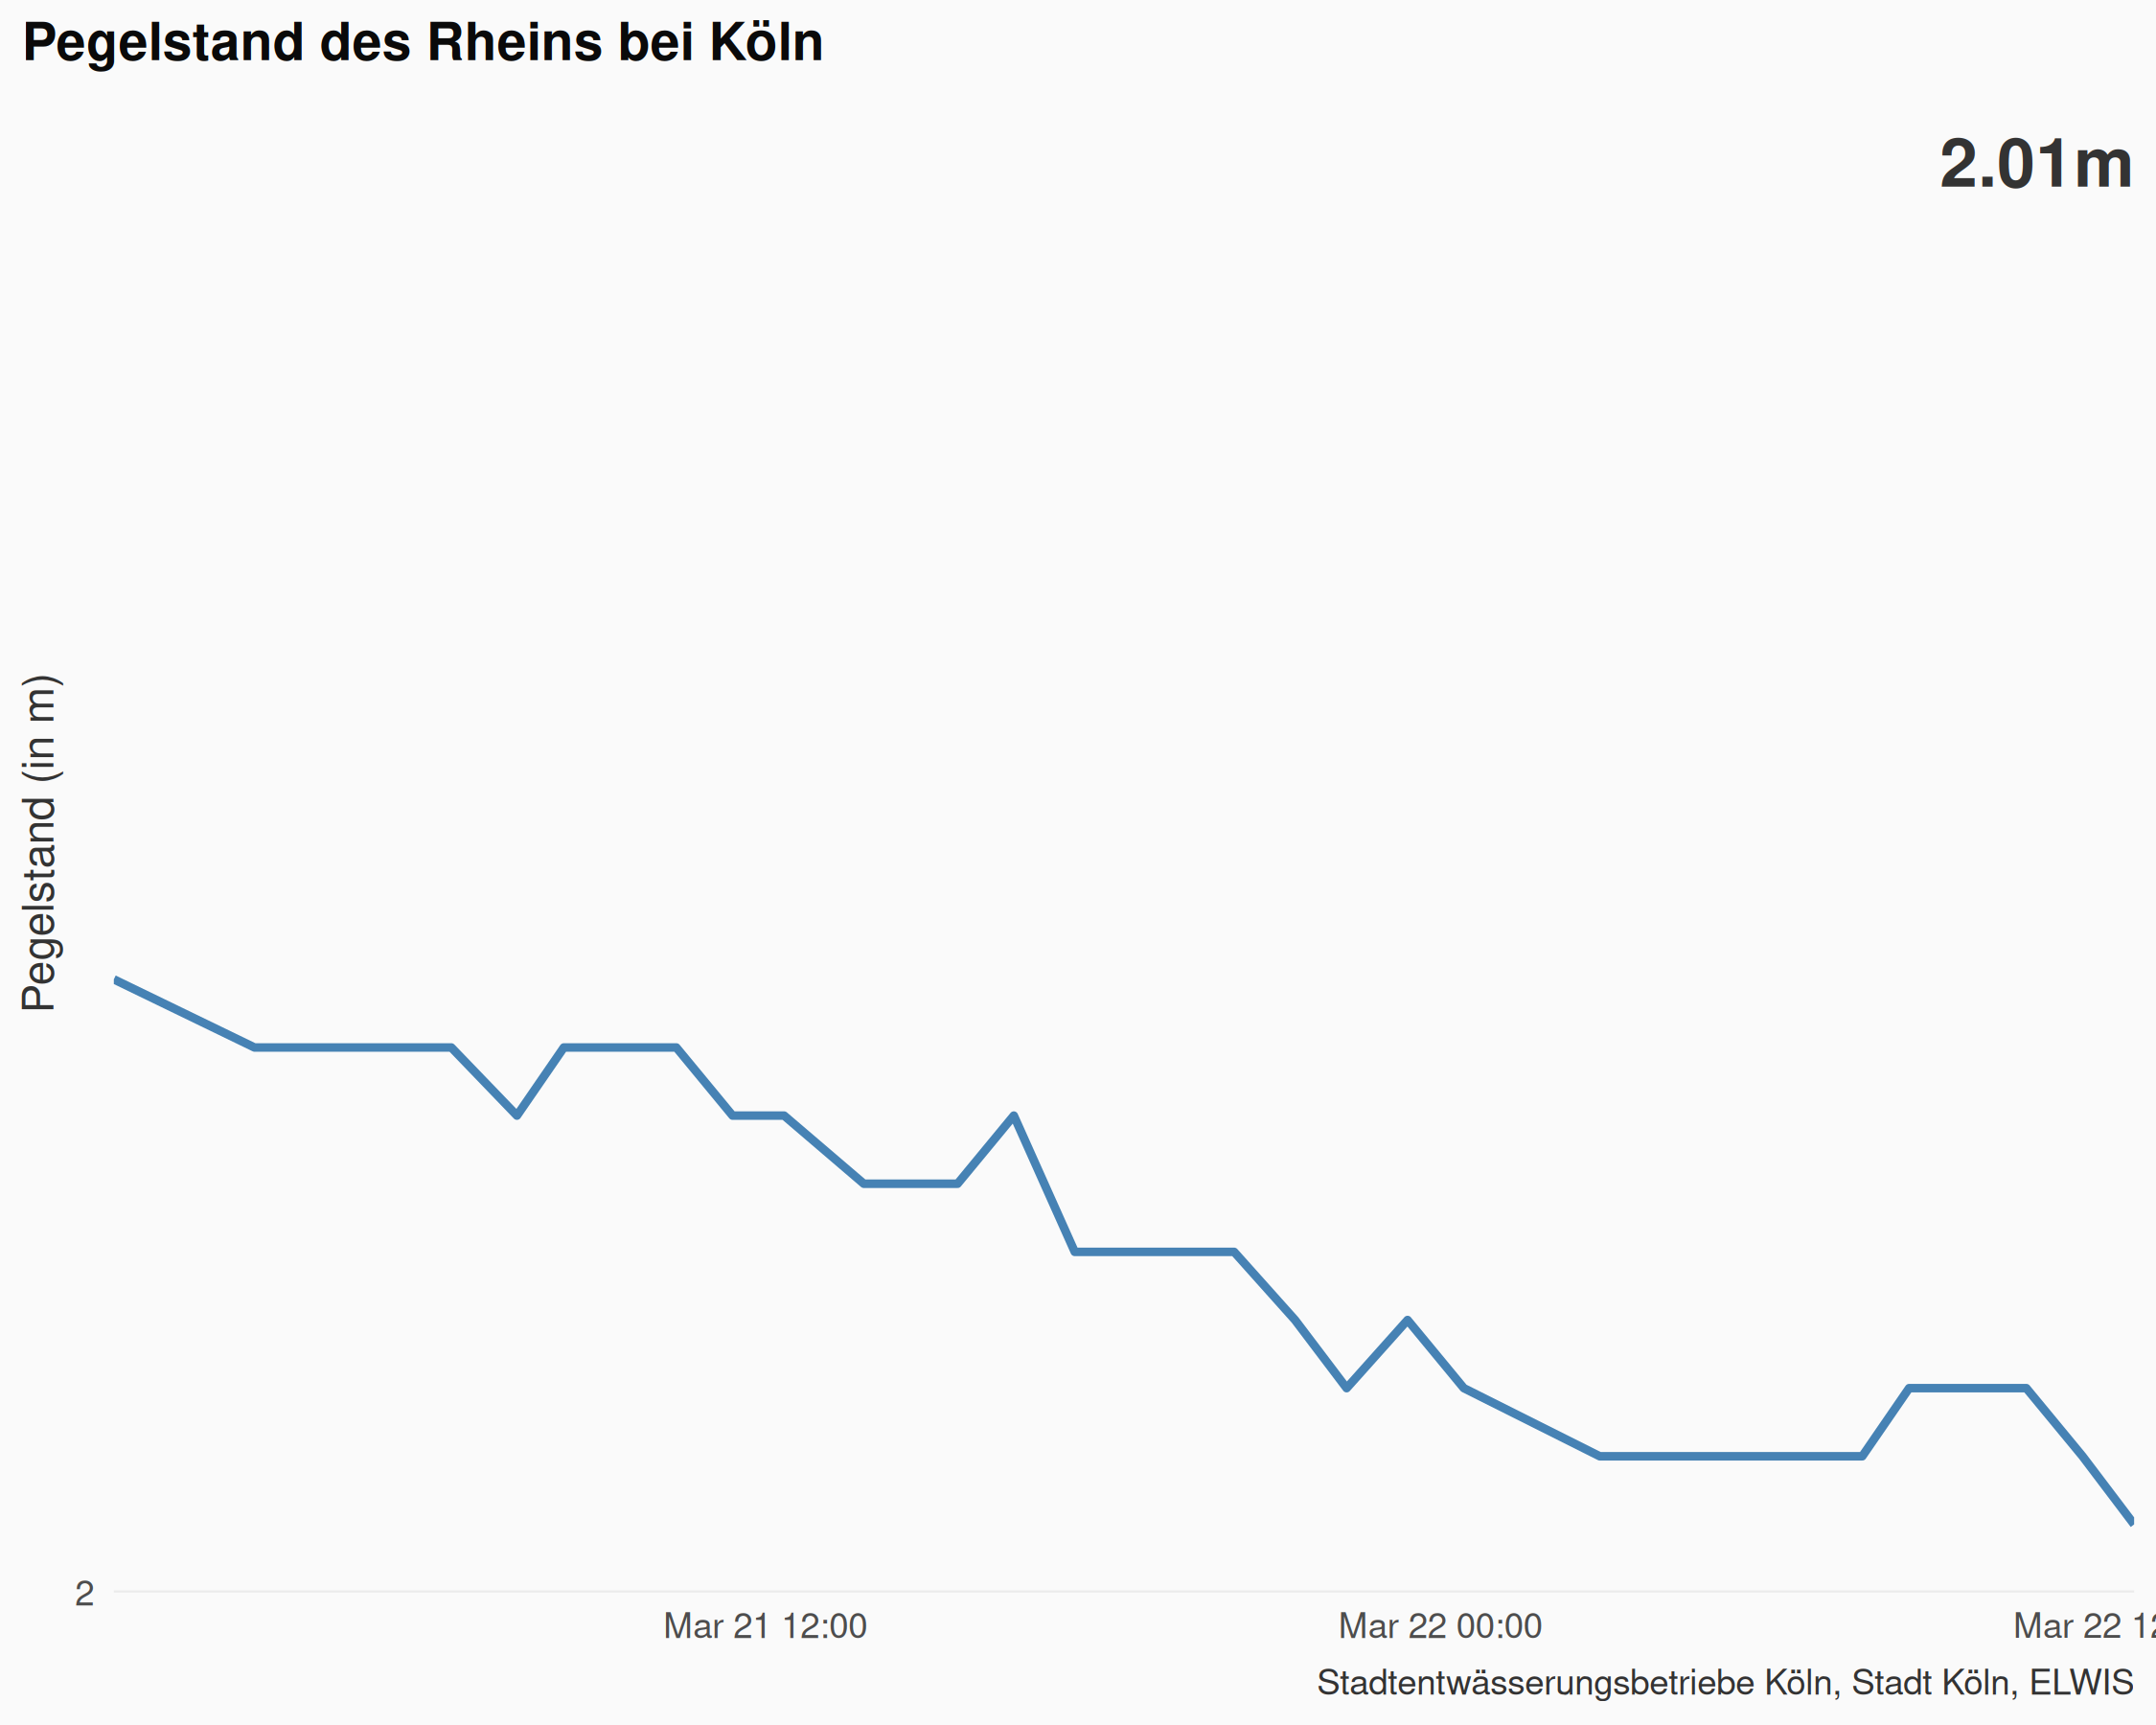 Pegelstand des Rheins bei Köln
2.01m
Pegelstand (in m)
2
Mar 21 12:00
Mar 22 00:00
Mar 22 12
Stadtentwässerungsbetriebe Köln, Stadt Köln, ELWIS